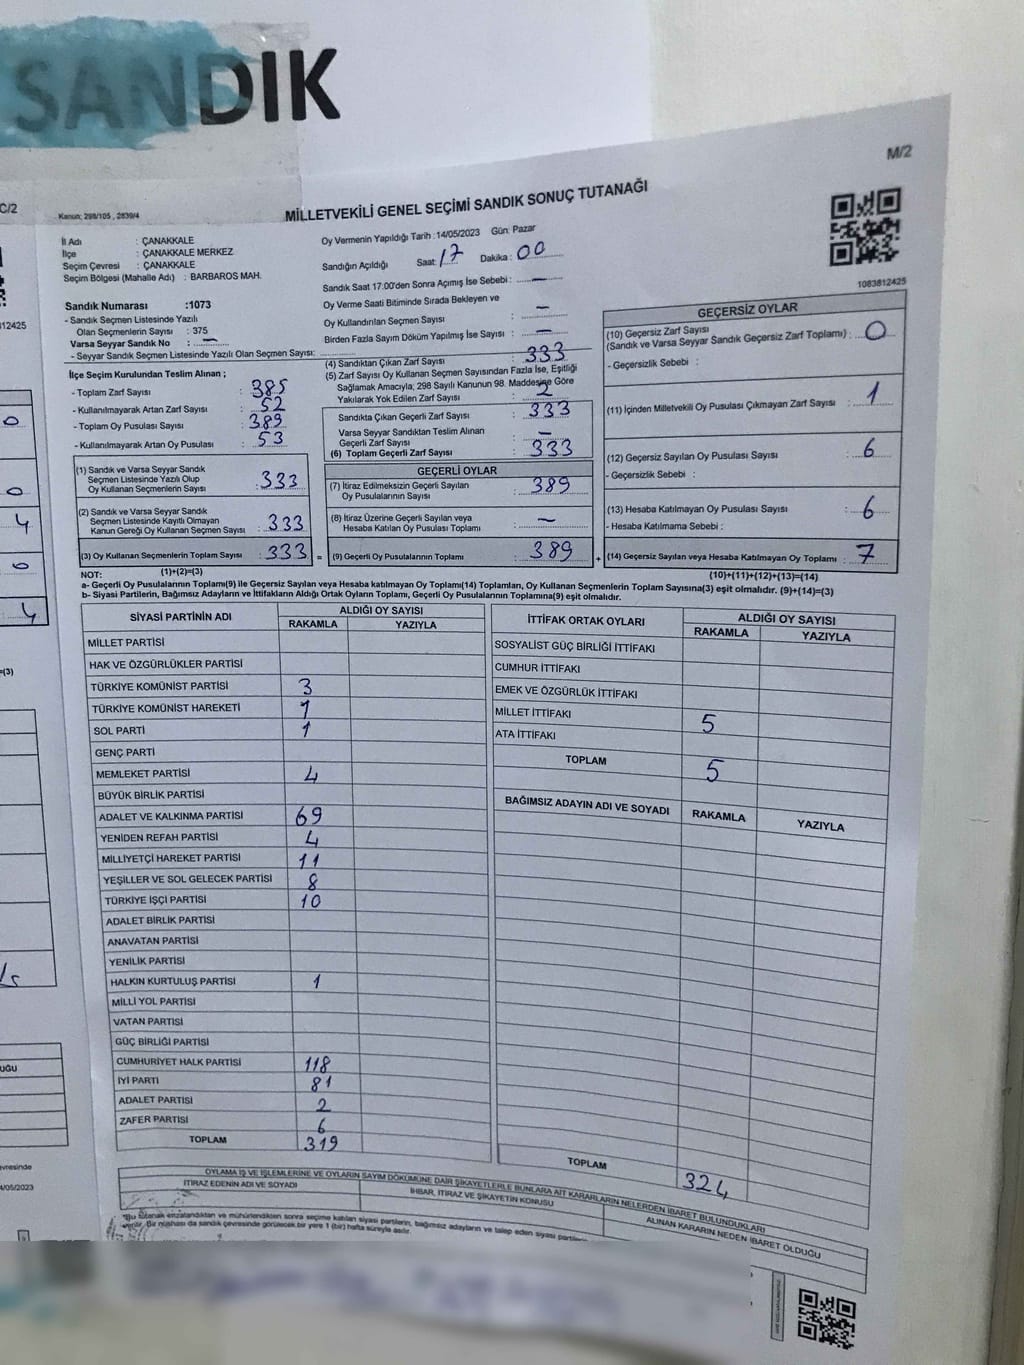 SANDIK
C/2
M/2
Kanun; 298/105 , 2839/4
MİLLETVEKİLİ GENEL SEÇİMİ SANDIK SONUÇ TUTANAĞI
İl Adı : ÇANAKKALE
İlçe : ÇANAKKALE MERKEZ
Seçim Çevresi : ÇANAKKALE
Seçim Bölgesi (Mahalle Adı) : BARBAROS MAH.
Oy Vermenin Yapıldığı Tarih :14/05/2023 Gün: Pazar
Sandığın Açıldığı Saat: 17 Dakika: 00
Sandık Saat 17.00'den Sonra Açımış İse Sebebi : —
Oy Verme Saati Bitiminde Sırada Bekleyen ve
Oy Kullandırılan Seçmen Sayısı : —
Birden Fazla Sayım Döküm Yapılmış İse Sayısı : —
1083812425
12425
Sandık Numarası :1073
- Sandık Seçmen Listesinde Yazılı
Olan Seçmenlerin Sayısı : 375
Varsa Seyyar Sandık No : —
- Seyyar Sandık Seçmen Listesinde Yazılı Olan Seçmen Sayısı:
İlçe Seçim Kurulundan Teslim Alınan ;
- Toplam Zarf Sayısı : 385
- Kullanılmayarak Artan Zarf Sayısı : 52
- Toplam Oy Pusulası Sayısı : 389
- Kullanılmayarak Artan Oy Pusulası : 53
(1) Sandık ve Varsa Seyyar Sandık
Seçmen Listesinde Yazılı Olup
Oy Kullanan Seçmenlerin Sayısı : 333
(2) Sandık ve Varsa Seyyar Sandık
Seçmen Listesinde Kayıtlı Olmayan
Kanun Gereği Oy Kullanan Seçmen Sayısı : 333
(3) Oy Kullanan Seçmenlerin Toplam Sayısı : 333 =
(4) Sandıktan Çıkan Zarf Sayısı : 333
(5) Zarf Sayısı Oy Kullanan Seçmen Sayısından Fazla İse, Eşitliği
Sağlamak Amacıyla; 298 Sayılı Kanunun 98. Maddesine Göre
Yakılarak Yok Edilen Zarf Sayısı : 2
Sandıkta Çıkan Geçerli Zarf Sayısı : 333
Varsa Seyyar Sandıktan Teslim Alınan
Geçerli Zarf Sayısı : —
(6) Toplam Geçerli Zarf Sayısı : 333
GEÇERLİ OYLAR
(7) İtiraz Edilmeksizin Geçerli Sayılan
Oy Pusulalarının Sayısı : 389
(8) İtiraz Üzerine Geçerli Sayılan veya
Hesaba Katılan Oy Pusulası Toplamı : —
(9) Geçerli Oy Pusulalarının Toplamı : 389 +
GEÇERSİZ OYLAR
(10) Geçersiz Zarf Sayısı
(Sandık ve Varsa Seyyar Sandık Geçersiz Zarf Toplamı) : 0
- Geçersizlik Sebebi :
(11) İçinden Milletvekili Oy Pusulası Çıkmayan Zarf Sayısı : 1
(12) Geçersiz Sayılan Oy Pusulası Sayısı : 6
- Geçersizlik Sebebi :
(13) Hesaba Katılmayan Oy Pusulası Sayısı : 6
- Hesaba Katılmama Sebebi :
(14) Geçersiz Sayılan veya Hesaba Katılmayan Oy Toplamı : 7
NOT: (1)+(2)=(3)
(10)+(11)+(12)+(13)=(14)
a- Geçerli Oy Pusulalarının Toplamı(9) ile Geçersiz Sayılan veya Hesaba katılmayan Oy Toplamı(14) Toplamları, Oy Kullanan Seçmenlerin Toplam Sayısına(3) eşit olmalıdır. (9)+(14)=(3)
b- Siyasi Partilerin, Bağımsız Adayların ve İttifakların Aldığı Oyların Toplamı, Geçerli Oy Pusulalarının Toplamına(9) eşit olmalıdır.
SİYASİ PARTİNİN ADI ALDIĞI OY SAYISI
RAKAMLA YAZIYLA
MİLLET PARTİSİ
HAK VE ÖZGÜRLÜKLER PARTİSİ
TÜRKİYE KOMÜNİST PARTİSİ 3
TÜRKİYE KOMÜNİST HAREKETİ 1
SOL PARTİ 1
GENÇ PARTİ
MEMLEKET PARTİSİ 4
BÜYÜK BİRLİK PARTİSİ
ADALET VE KALKINMA PARTİSİ 69
YENİDEN REFAH PARTİSİ 4
MİLLİYETÇİ HAREKET PARTİSİ 11
YEŞİLLER VE SOL GELECEK PARTİSİ 8
TÜRKİYE İŞÇİ PARTİSİ 10
ADALET BİRLİK PARTİSİ
ANAVATAN PARTİSİ
YENİLİK PARTİSİ
HALKIN KURTULUŞ PARTİSİ 1
MİLLİ YOL PARTİSİ
VATAN PARTİSİ
GÜÇ BİRLİĞİ PARTİSİ
CUMHURİYET HALK PARTİSİ 118
İYİ PARTİ 81
ADALET PARTİSİ 2
ZAFER PARTİSİ 6
TOPLAM 319
İTTİFAK ORTAK OYLARI ALDIĞI OY SAYISI
RAKAMLA YAZIYLA
SOSYALİST GÜÇ BİRLİĞİ İTTİFAKI
CUMHUR İTTİFAKI
EMEK VE ÖZGÜRLÜK İTTİFAKI
MİLLET İTTİFAKI 5
ATA İTTİFAKI
TOPLAM 5
BAĞIMSIZ ADAYIN ADI VE SOYADI RAKAMLA YAZIYLA
TOPLAM 324
OYLAMA İŞ VE İŞLEMLERİNE VE OYLARIN SAYIM DÖKÜMÜNE DAİR ŞİKAYETLERLE BUNLARA AİT KARARLARIN NELERDEN İBARET BULUNDUKLARI
İTİRAZ EDENİN ADI VE SOYADI
İHBAR, İTİRAZ VE ŞİKAYETİN KONUSU
ALINAN KARARIN NEDEN İBARET OLDUĞU
*Bu tutanak imzalandıktan ve mühürlendikten sonra seçime katılan siyasi partilerin, bağımsız adayların ve talep eden siyasi
verilir. Bir nüshası da sandık çevresinde görülecek bir yere 1 (bir) hafta süreyle asılır.
0
0
4
0
4
=(3)